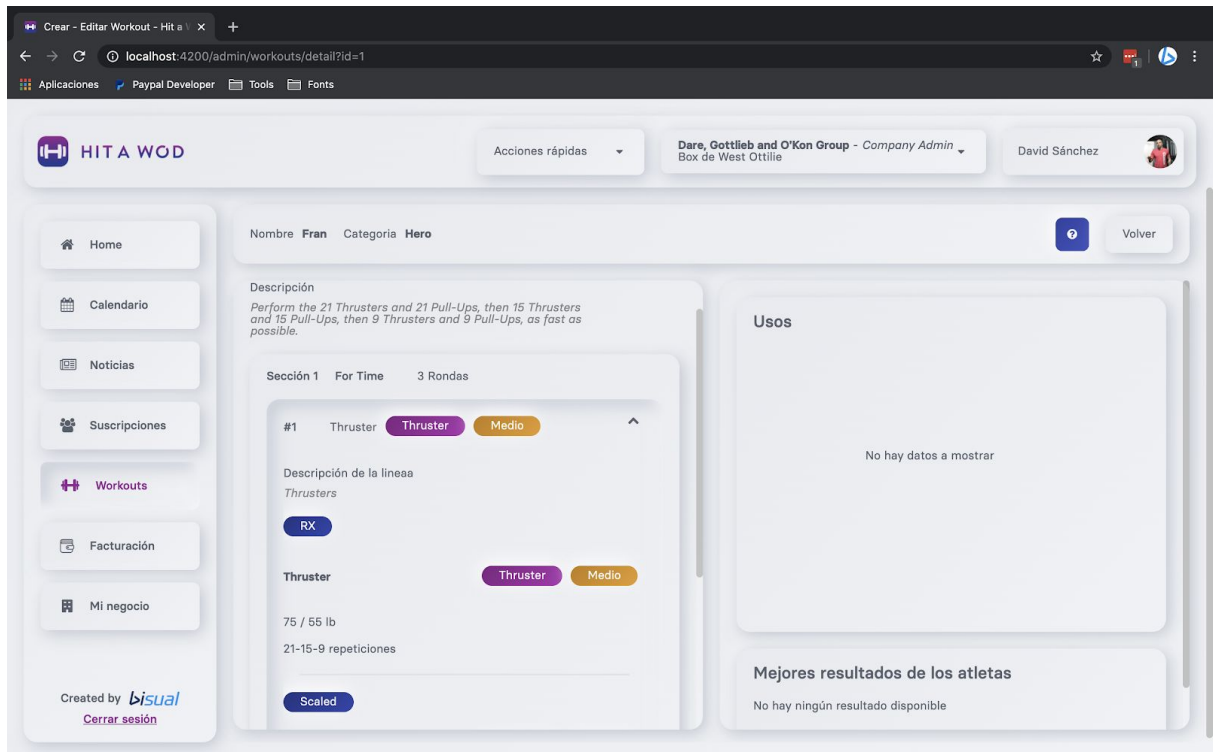 Crear - Editar Workout - Hit a W
localhost:4200/admin/workouts/detail?id=1
1
Aplicaciones Paypal Developer Tools Fonts
HIT A WOD
Acciones rápidas
Dare, Gottlieb and O'Kon Group - Company Admin
Box de West Ottilie
David Sánchez
Home
Calendario
Noticias
Suscripciones
Workouts
Facturación
Mi negocio
Created by bisual
Cerrar sesión
Nombre Fran Categoria Hero
?
Volver
Descripción
Perform the 21 Thrusters and 21 Pull-Ups, then 15 Thrusters
and 15 Pull-Ups, then 9 Thrusters and 9 Pull-Ups, as fast as
possible.
Sección 1 For Time 3 Rondas
#1 Thruster Thruster Medio
Descripción de la lineaa
Thrusters
RX
Thruster Thruster Medio
75 / 55 lb
21-15-9 repeticiones
Scaled
Usos
No hay datos a mostrar
Mejores resultados de los atletas
No hay ningún resultado disponible